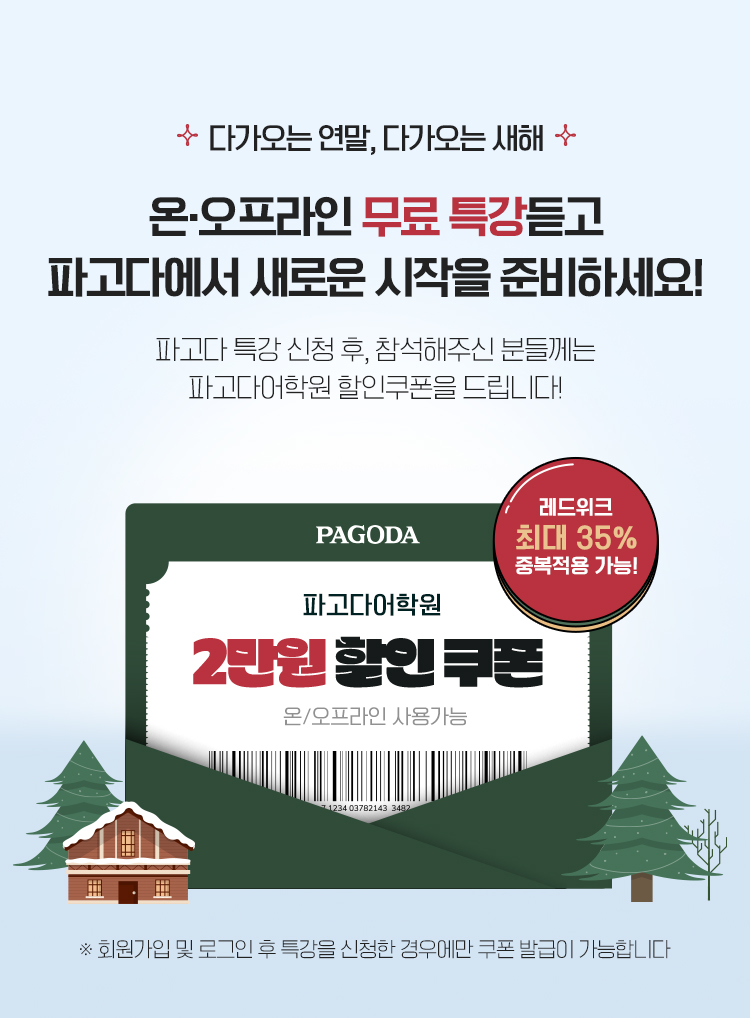 다가오는 연말, 다가오는 새해
온·오프라인 무료 특강듣고
파고다에서 새로운 시작을 준비하세요!
파고다 특강 신청 후, 참석해주신 분들께는
파고다어학원 할인쿠폰을 드립니다!
레드위크
최대 35%
중복적용 가능!
PAGODA
파고다어학원
2만원 할인 쿠폰
온/오프라인 사용가능
7 1234 03782143 3482
※ 회원가입 및 로그인 후 특강을 신청한 경우에만 쿠폰 발급이 가능합니다